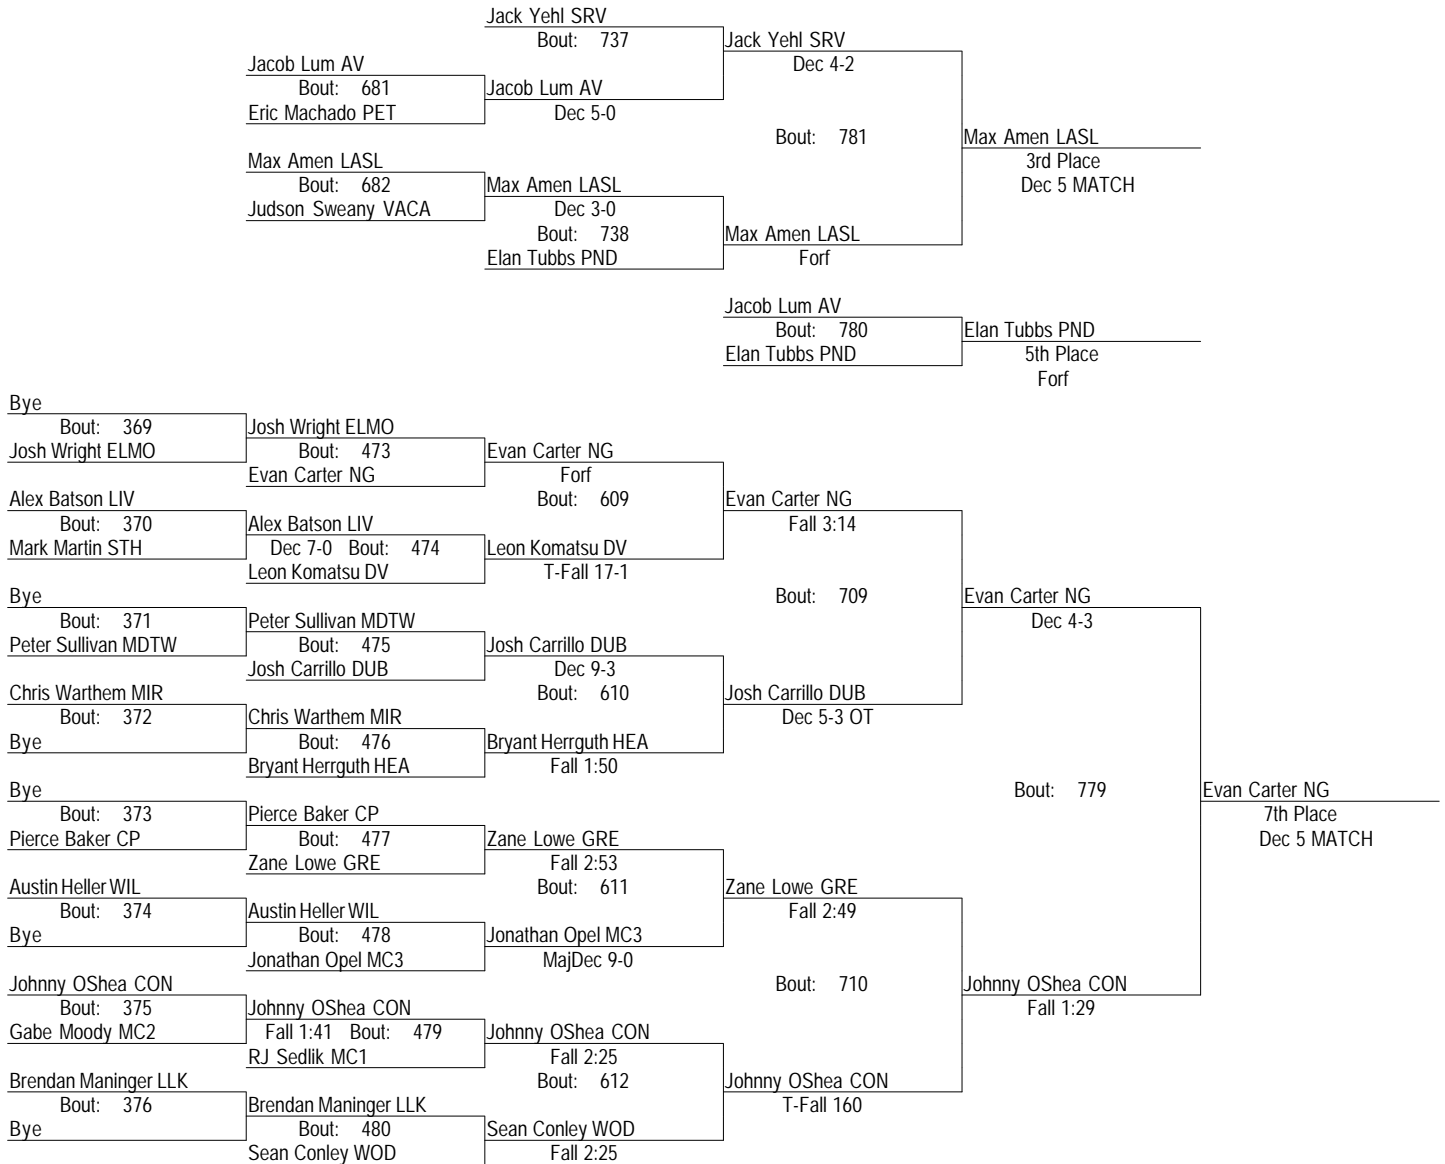 Jack Yehl SRV
Bout: 737
Jack Yehl SRV
Dec 4-2
Jacob Lum AV
Bout: 681
Eric Machado PET
Jacob Lum AV
Dec 5-0
Bout: 781
Max Amen LASL
3rd Place
Dec 5 MATCH
Max Amen LASL
Bout: 682
Judson Sweany VACA
Max Amen LASL
Dec 3-0
Bout: 738
Elan Tubbs PND
Max Amen LASL
Forf
Jacob Lum AV
Bout: 780
Elan Tubbs PND
Elan Tubbs PND
5th Place
Forf
Bye
Bout: 369
Josh Wright ELMO
Josh Wright ELMO
Bout: 473
Evan Carter NG
Evan Carter NG
Forf
Bout: 609
Evan Carter NG
Fall 3:14
Alex Batson LIV
Bout: 370
Mark Martin STH
Alex Batson LIV
Dec 7-0 Bout: 474
Leon Komatsu DV
Leon Komatsu DV
T-Fall 17-1
Bout: 709
Evan Carter NG
Dec 4-3
Bye
Bout: 371
Peter Sullivan MDTW
Peter Sullivan MDTW
Bout: 475
Josh Carrillo DUB
Josh Carrillo DUB
Dec 9-3
Bout: 610
Josh Carrillo DUB
Dec 5-3 OT
Chris Warthem MIR
Bout: 372
Bye
Chris Warthem MIR
Bout: 476
Bryant Herrguth HEA
Bryant Herrguth HEA
Fall 1:50
Bout: 779
Evan Carter NG
7th Place
Dec 5 MATCH
Bye
Bout: 373
Pierce Baker CP
Pierce Baker CP
Bout: 477
Zane Lowe GRE
Zane Lowe GRE
Fall 2:53
Bout: 611
Zane Lowe GRE
Fall 2:49
Austin Heller WIL
Bout: 374
Bye
Austin Heller WIL
Bout: 478
Jonathan Opel MC3
Jonathan Opel MC3
MajDec 9-0
Bout: 710
Johnny OShea CON
Fall 1:29
Johnny OShea CON
Bout: 375
Gabe Moody MC2
Johnny OShea CON
Fall 1:41 Bout: 479
RJ Sedlik MC1
Johnny OShea CON
Fall 2:25
Bout: 612
Johnny OShea CON
T-Fall 160
Brendan Maninger LLK
Bout: 376
Bye
Brendan Maninger LLK
Bout: 480
Sean Conley WOD
Sean Conley WOD
Fall 2:25